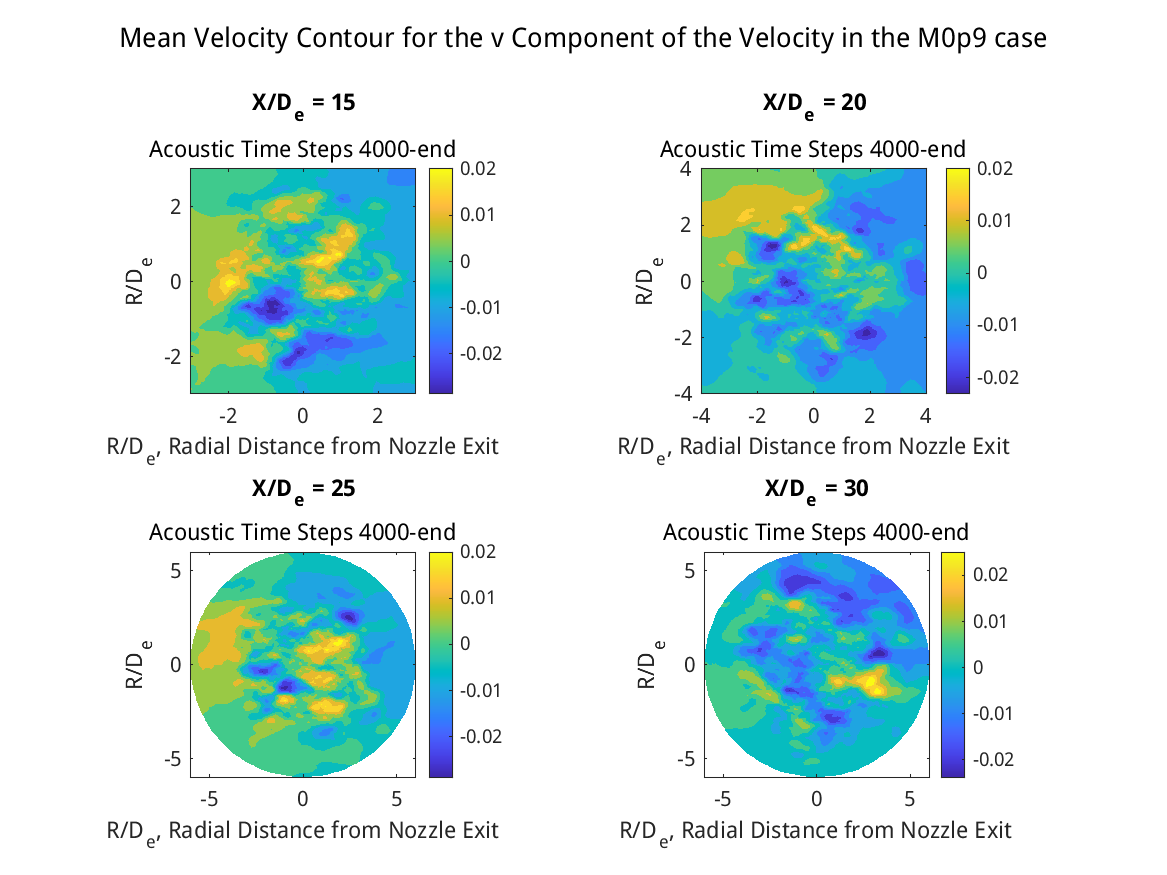 Mean Velocity Contour for the v Component of the Velocity in the M0p9 case
X/De = 15
Acoustic Time Steps 4000-end
2
0
-2
R/De
-2 0 2
R/De, Radial Distance from Nozzle Exit
0.02
0.01
0
-0.01
-0.02
X/De = 20
Acoustic Time Steps 4000-end
4
2
0
-2
-4
R/De
-4 -2 0 2 4
R/De, Radial Distance from Nozzle Exit
0.02
0.01
0
-0.01
-0.02
X/De = 25
Acoustic Time Steps 4000-end
5
0
-5
R/De
-5 0 5
R/De, Radial Distance from Nozzle Exit
0.02
0.01
0
-0.01
-0.02
X/De = 30
Acoustic Time Steps 4000-end
5
0
-5
R/De
-5 0 5
R/De, Radial Distance from Nozzle Exit
0.02
0.01
0
-0.01
-0.02